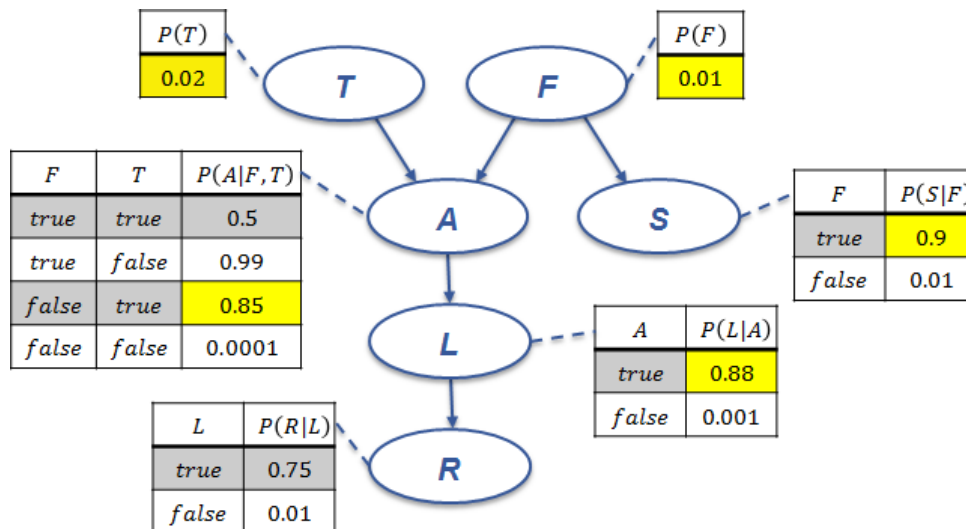 P(T)
0.02
T
F
P(F)
0.01
F T P(A|F,T)
true true 0.5
true false 0.99
false true 0.85
false false 0.0001
A
S
F P(S|F)
true 0.9
false 0.01
L
A P(L|A)
true 0.88
false 0.001
L P(R|L)
true 0.75
false 0.01
R